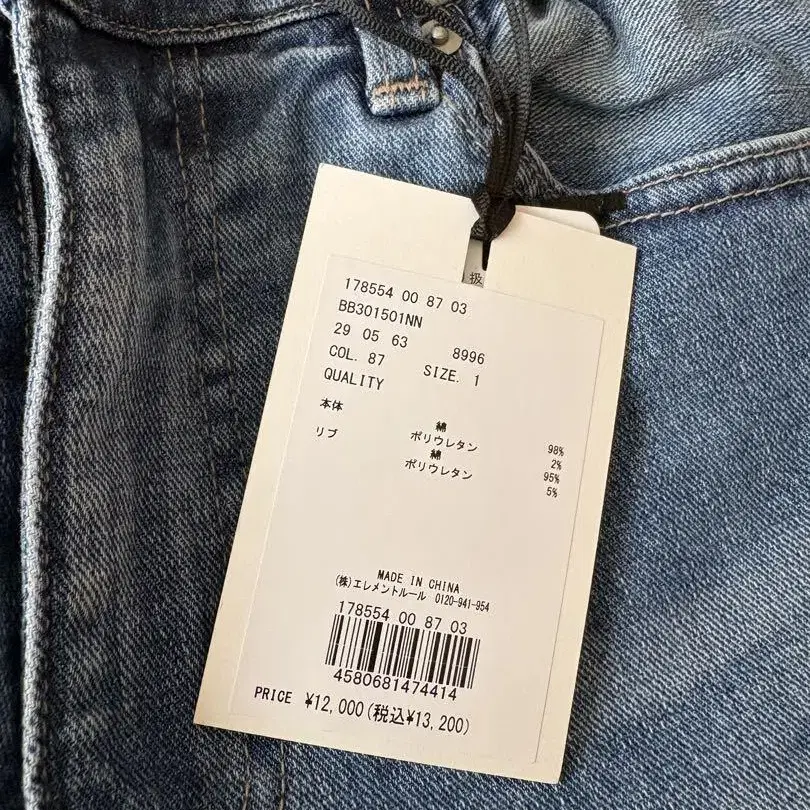 扱
178554 00 87 03
BB301501NN
29 05 63 8996
COL. 87 SIZE. 1
QUALITY
本体 綿 98%
ポリウレタン 2%
リブ 綿 95%
ポリウレタン 5%
MADE IN CHINA
(株)エレメントルール 0120-941-954
178554 00 87 03
4580681474414
PRICE ¥12,000(税込¥13,200)